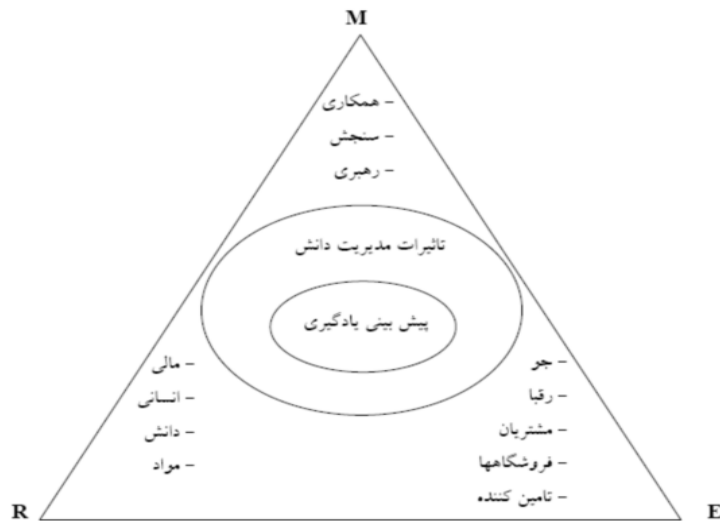 M
- همکاری
- سنجش
- رهبری
تاثیرات مدیریت دانش
پیش بینی یادگیری
- جو
- رقبا
- مشتریان
- فروشگاهها
- تامین کننده
- مالی
- انسانی
- دانش
- مواد
R
E